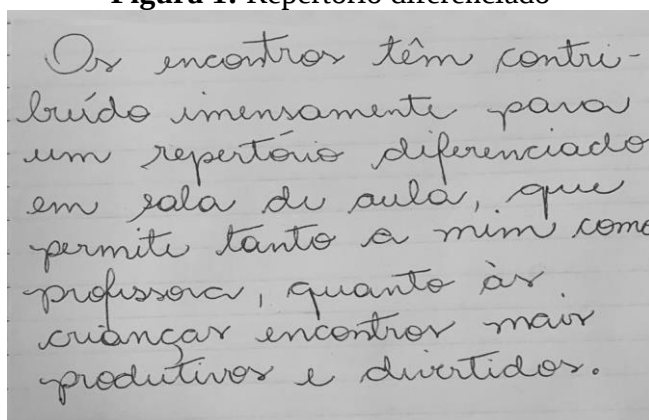 Figura 1: Repertório diferenciado
Os encontros têm contri-
buído imensamente para
um repertório diferenciado
em sala de aula, que
permite tanto a mim como
professora, quanto às
crianças encontros mais
produtivos e divertidos.